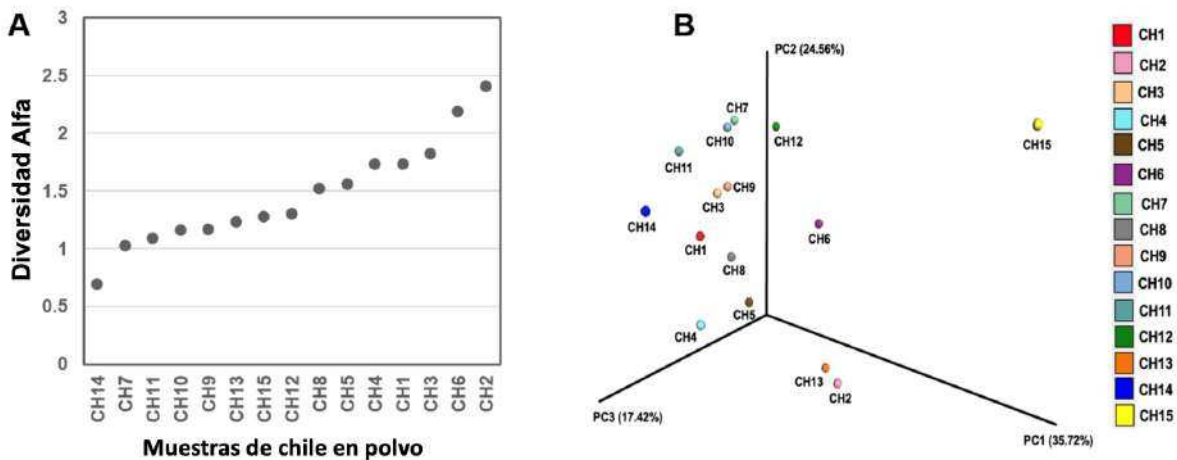 A
Diversidad Alfa
3
2.5
2
1.5
1
0.5
0
CH14
CH7
CH11
CH10
CH9
CH13
CH15
CH12
CH8
CH5
CH4
CH1
CH3
CH6
CH2
Muestras de chile en polvo
B
PC2 (24.56%)
CH7
CH10
CH12
CH15
CH11
CH9
CH3
CH14
CH6
CH1
CH8
CH5
CH4
CH13
CH2
PC3 (17.42%)
PC1 (35.72%)
CH1
CH2
CH3
CH4
CH5
CH6
CH7
CH8
CH9
CH10
CH11
CH12
CH13
CH14
CH15